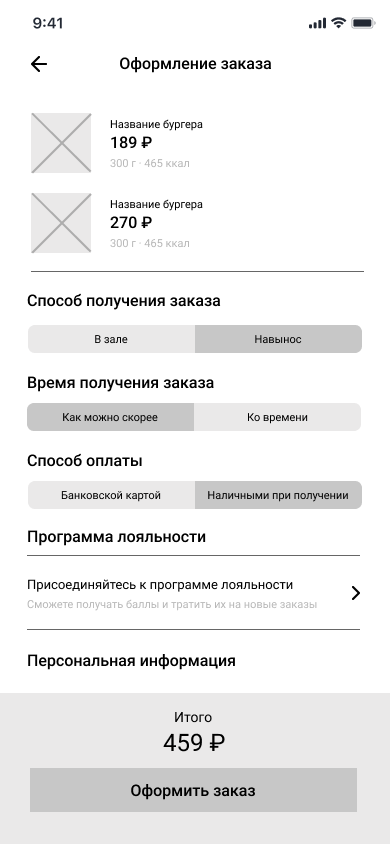 9:41
Оформление заказа
Название бургера
189 ₽
300 г · 465 ккал
Название бургера
270 ₽
300 г · 465 ккал
Способ получения заказа
В зале
Навынос
Время получения заказа
Как можно скорее
Ко времени
Способ оплаты
Банковской картой
Наличными при получении
Программа лояльности
Присоединяйтесь к программе лояльности
Сможете получать баллы и тратить их на новые заказы
Персональная информация
Итого
459 ₽
Оформить заказ